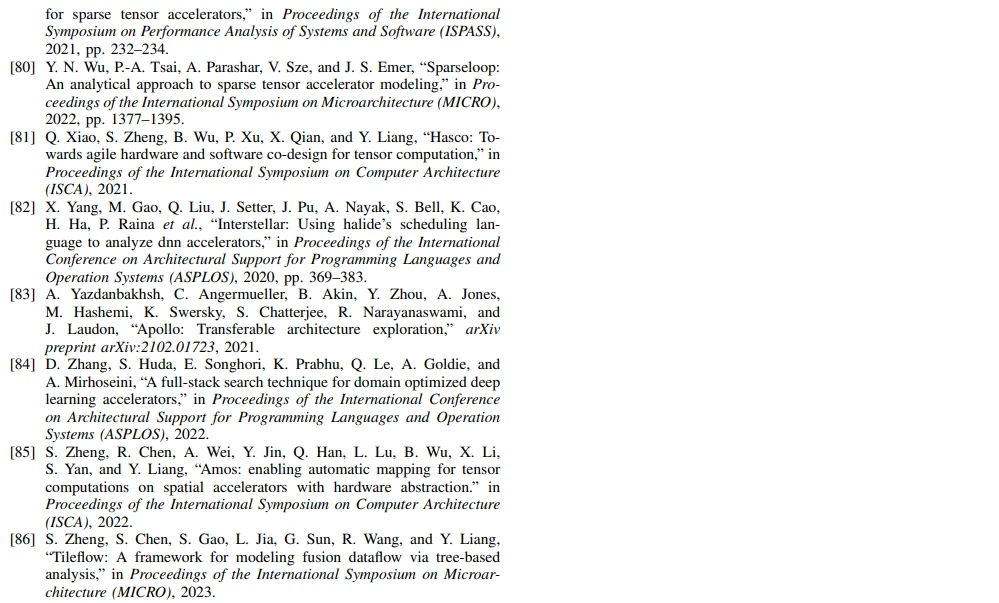 for sparse tensor accelerators,” in Proceedings of the International
Symposium on Performance Analysis of Systems and Software (ISPASS),
2021, pp. 232–234.
[80] Y. N. Wu, P.-A. Tsai, A. Parashar, V. Sze, and J. S. Emer, “Sparseloop:
An analytical approach to sparse tensor accelerator modeling,” in Pro-
ceedings of the International Symposium on Microarchitecture (MICRO),
2022, pp. 1377–1395.
[81] Q. Xiao, S. Zheng, B. Wu, P. Xu, X. Qian, and Y. Liang, “Hasco: To-
wards agile hardware and software co-design for tensor computation,” in
Proceedings of the International Symposium on Computer Architecture
(ISCA), 2021.
[82] X. Yang, M. Gao, Q. Liu, J. Setter, J. Pu, A. Nayak, S. Bell, K. Cao,
H. Ha, P. Raina et al., “Interstellar: Using halide’s scheduling lan-
guage to analyze dnn accelerators,” in Proceedings of the International
Conference on Architectural Support for Programming Languages and
Operation Systems (ASPLOS), 2020, pp. 369–383.
[83] A. Yazdanbakhsh, C. Angermueller, B. Akin, Y. Zhou, A. Jones,
M. Hashemi, K. Swersky, S. Chatterjee, R. Narayanaswami, and
J. Laudon, “Apollo: Transferable architecture exploration,” arXiv
preprint arXiv:2102.01723, 2021.
[84] D. Zhang, S. Huda, E. Songhori, K. Prabhu, Q. Le, A. Goldie, and
A. Mirhoseini, “A full-stack search technique for domain optimized deep
learning accelerators,” in Proceedings of the International Conference
on Architectural Support for Programming Languages and Operation
Systems (ASPLOS), 2022.
[85] S. Zheng, R. Chen, A. Wei, Y. Jin, Q. Han, L. Lu, B. Wu, X. Li,
S. Yan, and Y. Liang, “Amos: enabling automatic mapping for tensor
computations on spatial accelerators with hardware abstraction.” in
Proceedings of the International Symposium on Computer Architecture
(ISCA), 2022.
[86] S. Zheng, S. Chen, S. Gao, L. Jia, G. Sun, R. Wang, and Y. Liang,
“Tileflow: A framework for modeling fusion dataflow via tree-based
analysis,” in Proceedings of the International Symposium on Microar-
chitecture (MICRO), 2023.